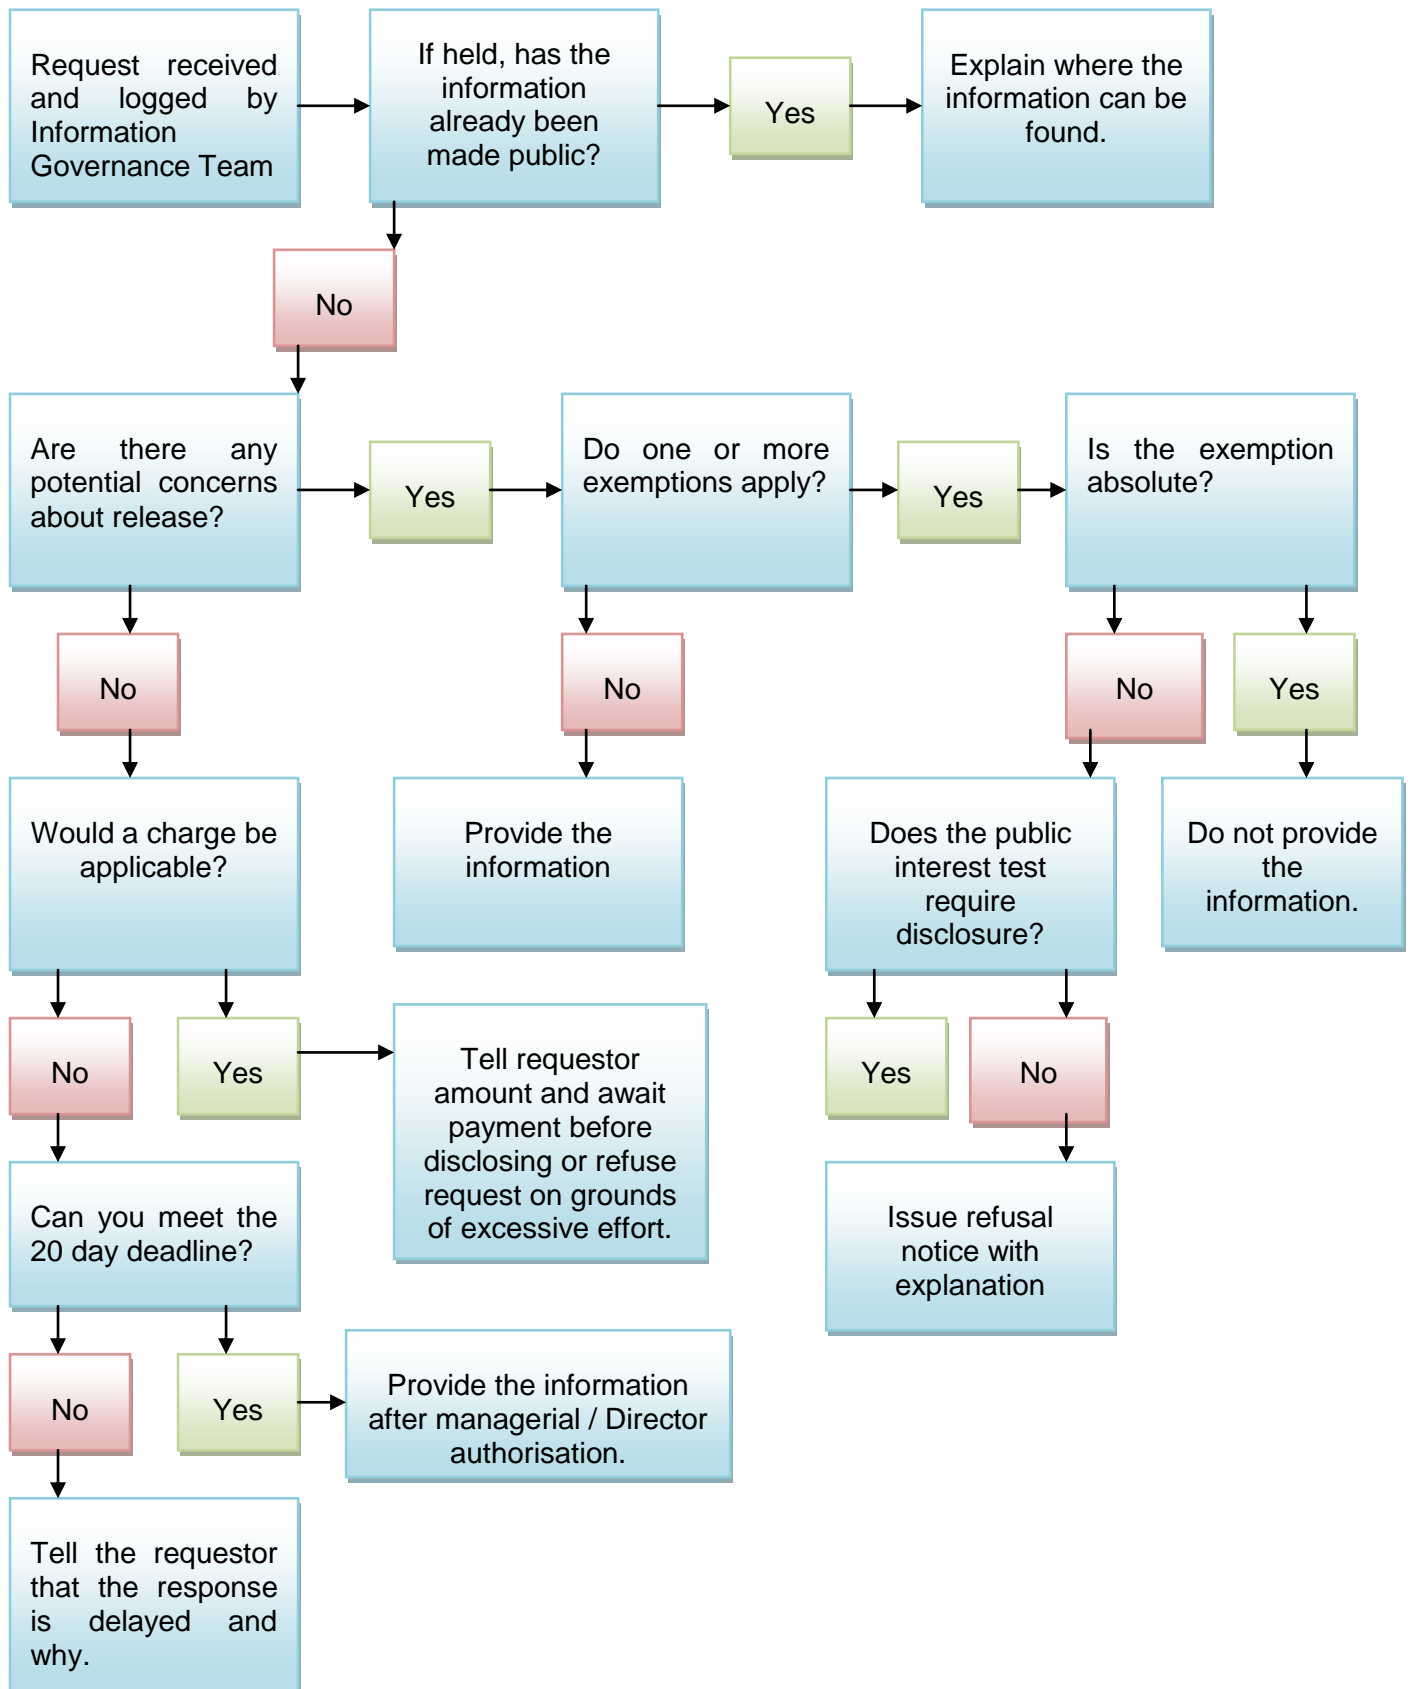 Request received
and logged by
Information
Governance Team
If held, has the
information
already been
made public?
Yes
Explain where the
information can be
found.
No
Are there any
potential concerns
about release?
Yes
Do one or more
exemptions apply?
Yes
Is the exemption
absolute?
No
No
No
Yes
Would a charge be
applicable?
Provide the
information
Does the public
interest test
require
disclosure?
Do not provide
the
information.
No
Yes
Tell requestor
amount and await
payment before
disclosing or refuse
request on grounds
of excessive effort.
Yes
No
Can you meet the
20 day deadline?
Issue refusal
notice with
explanation
No
Yes
Provide the information
after managerial / Director
authorisation.
Tell the requestor
that the response
is delayed and
why.